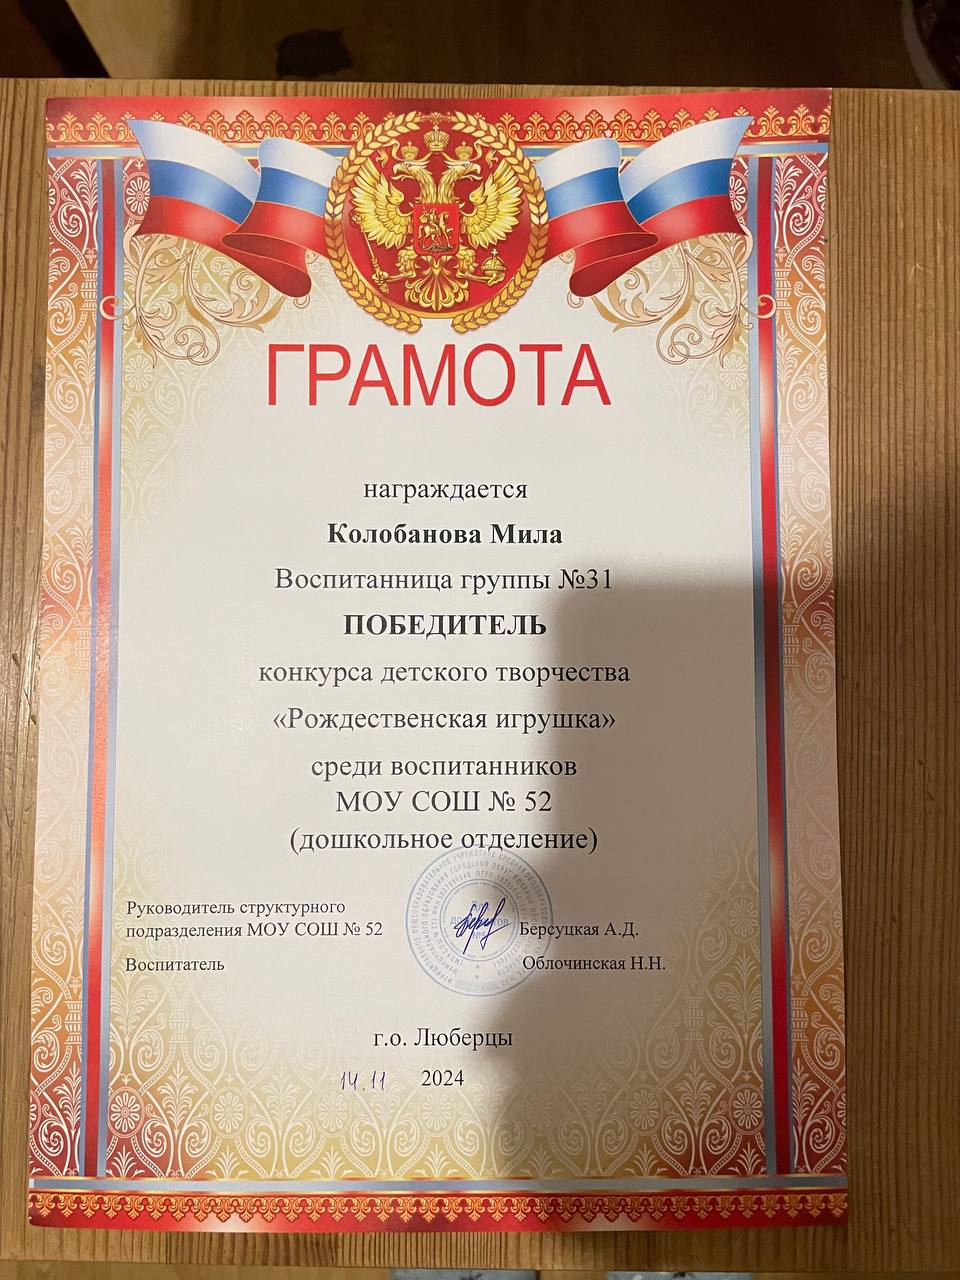 ГРАМОТА
награждается
Колобанова Мила
Воспитанница группы №31
ПОБЕДИТЕЛЬ
конкурса детского творчества
«Рождественская игрушка»
среди воспитанников
МОУ СОШ № 52
(дошкольное отделение)
Руководитель структурного
подразделения МОУ СОШ № 52 Берсуцкая А.Д.
Воспитатель Облочинская Н.Н.
г.о. Люберцы
14.11 2024